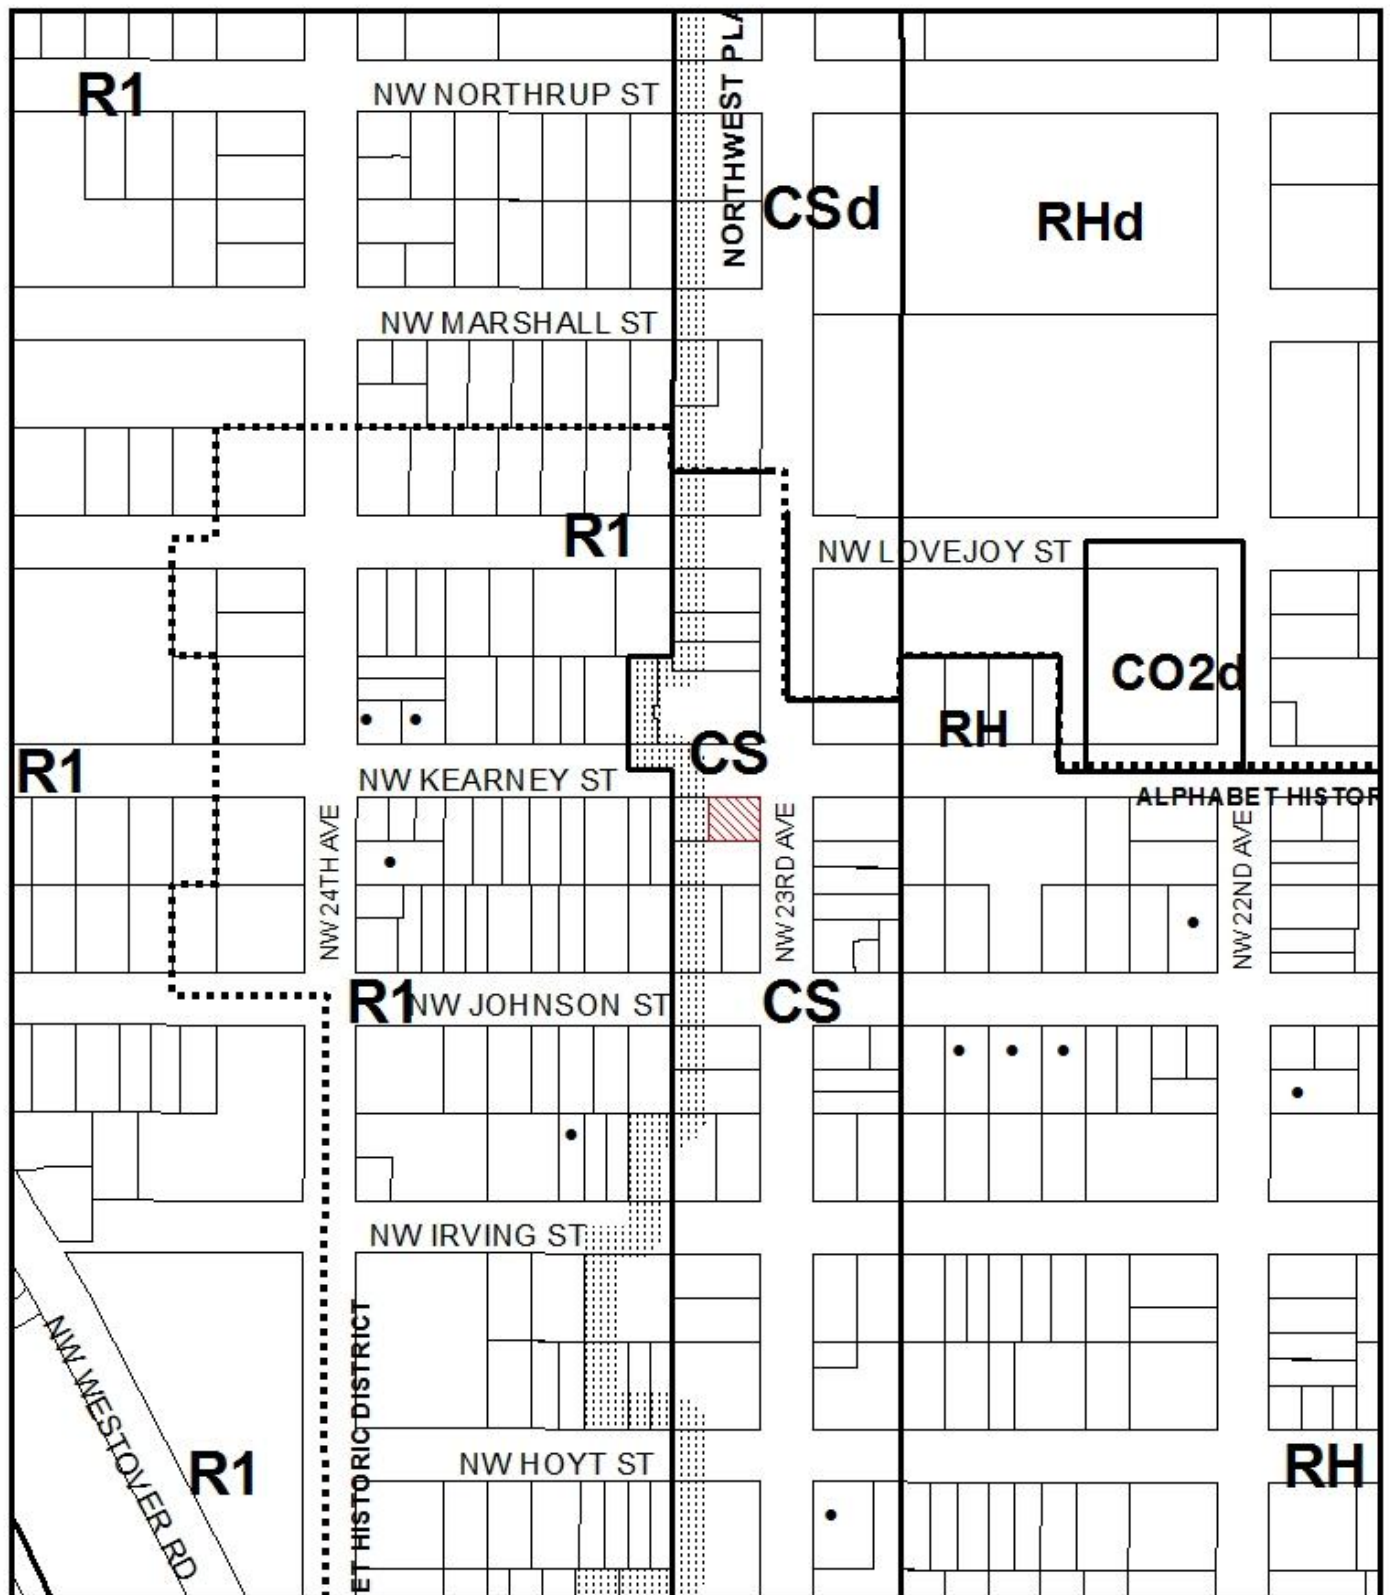 R1
NW NORTHRUP ST
NORTHWEST PLA
CSd
RHd
NW MARSHALL ST
R1
NW LOVEJOY ST
CO2d
RH
CS
R1
NW KEARNEY ST
ALPHABET HISTOR
NW 24TH AVE
NW 23RD AVE
NW 22ND AVE
R1
NW JOHNSON ST
CS
NW IRVING ST
NW WESTOVER RD
ET HISTORIC DISTRICT
R1
NW HOYT ST
RH